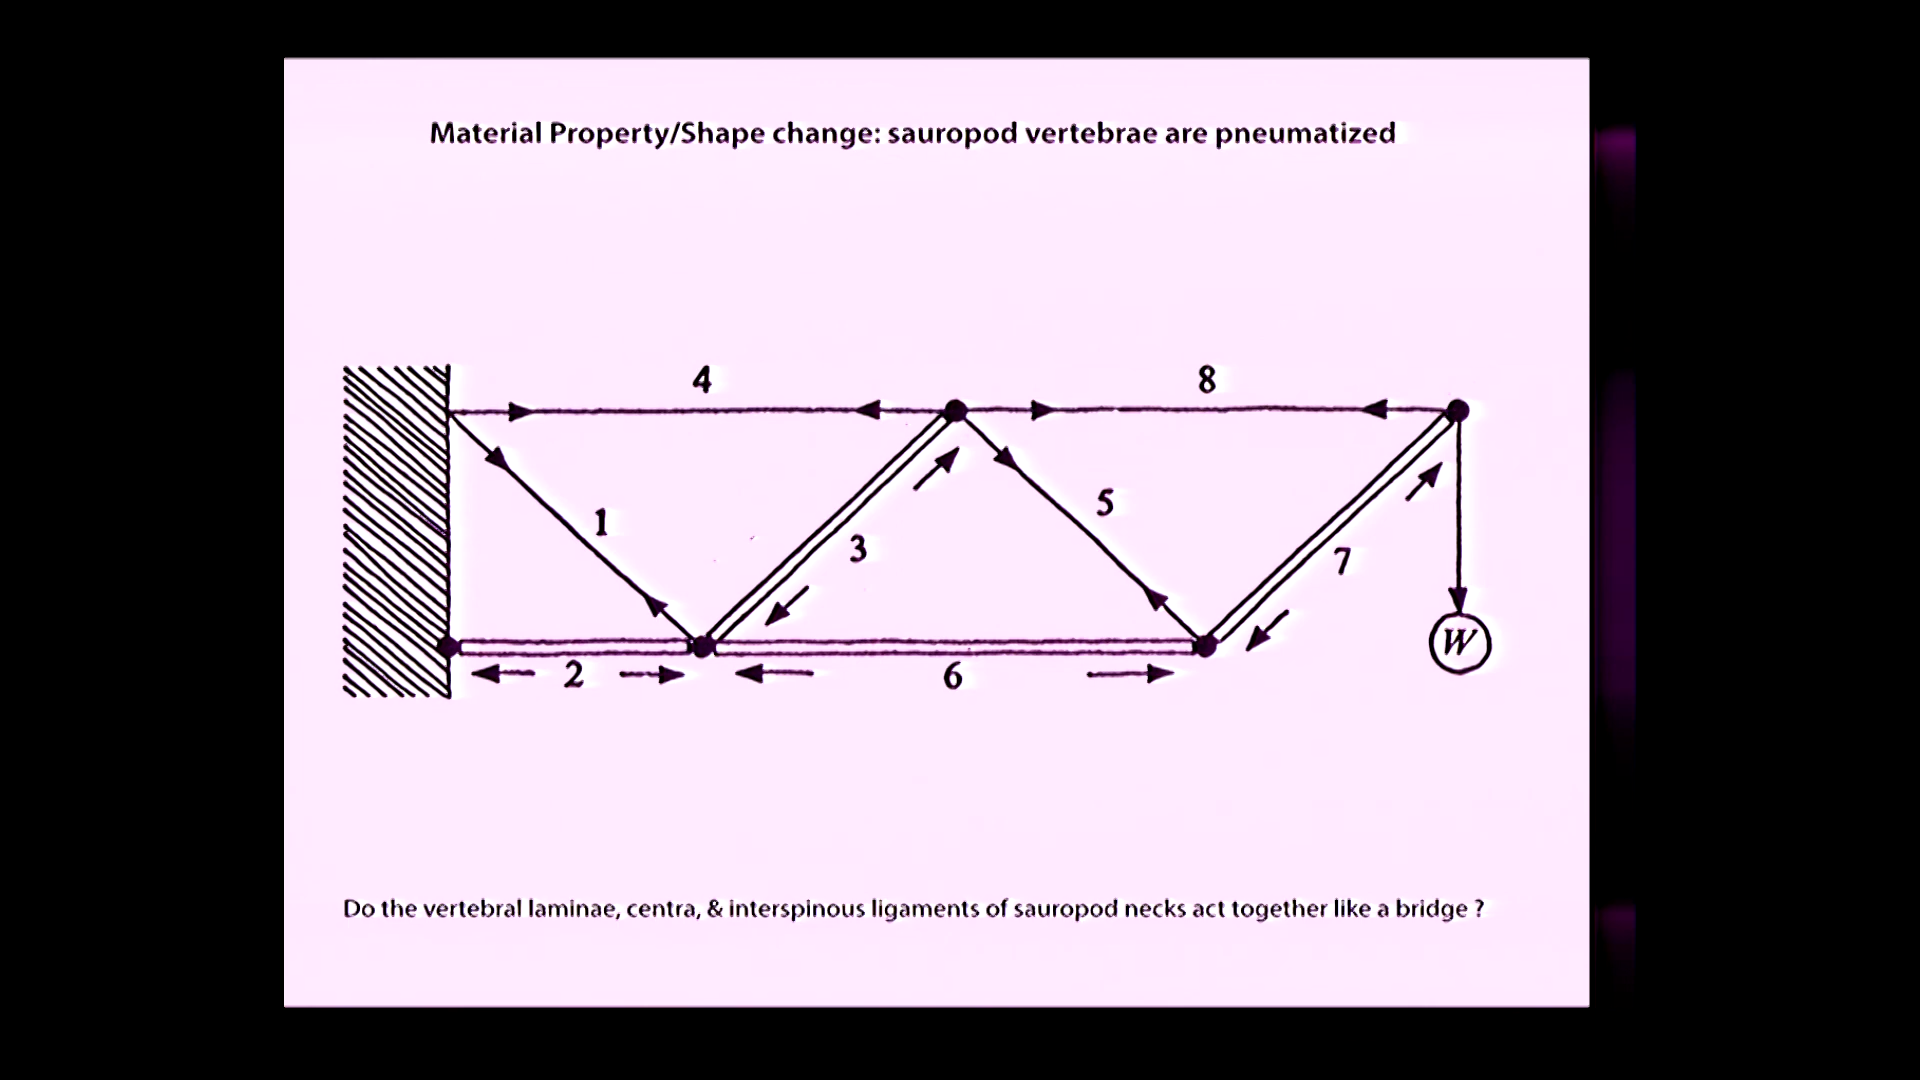 Material Property/Shape change: sauropod vertebrae are pneumatized
4
8
1
5
3
7
W
2
6
Do the vertebral laminae, centra, & interspinous ligaments of sauropod necks act together like a bridge ?